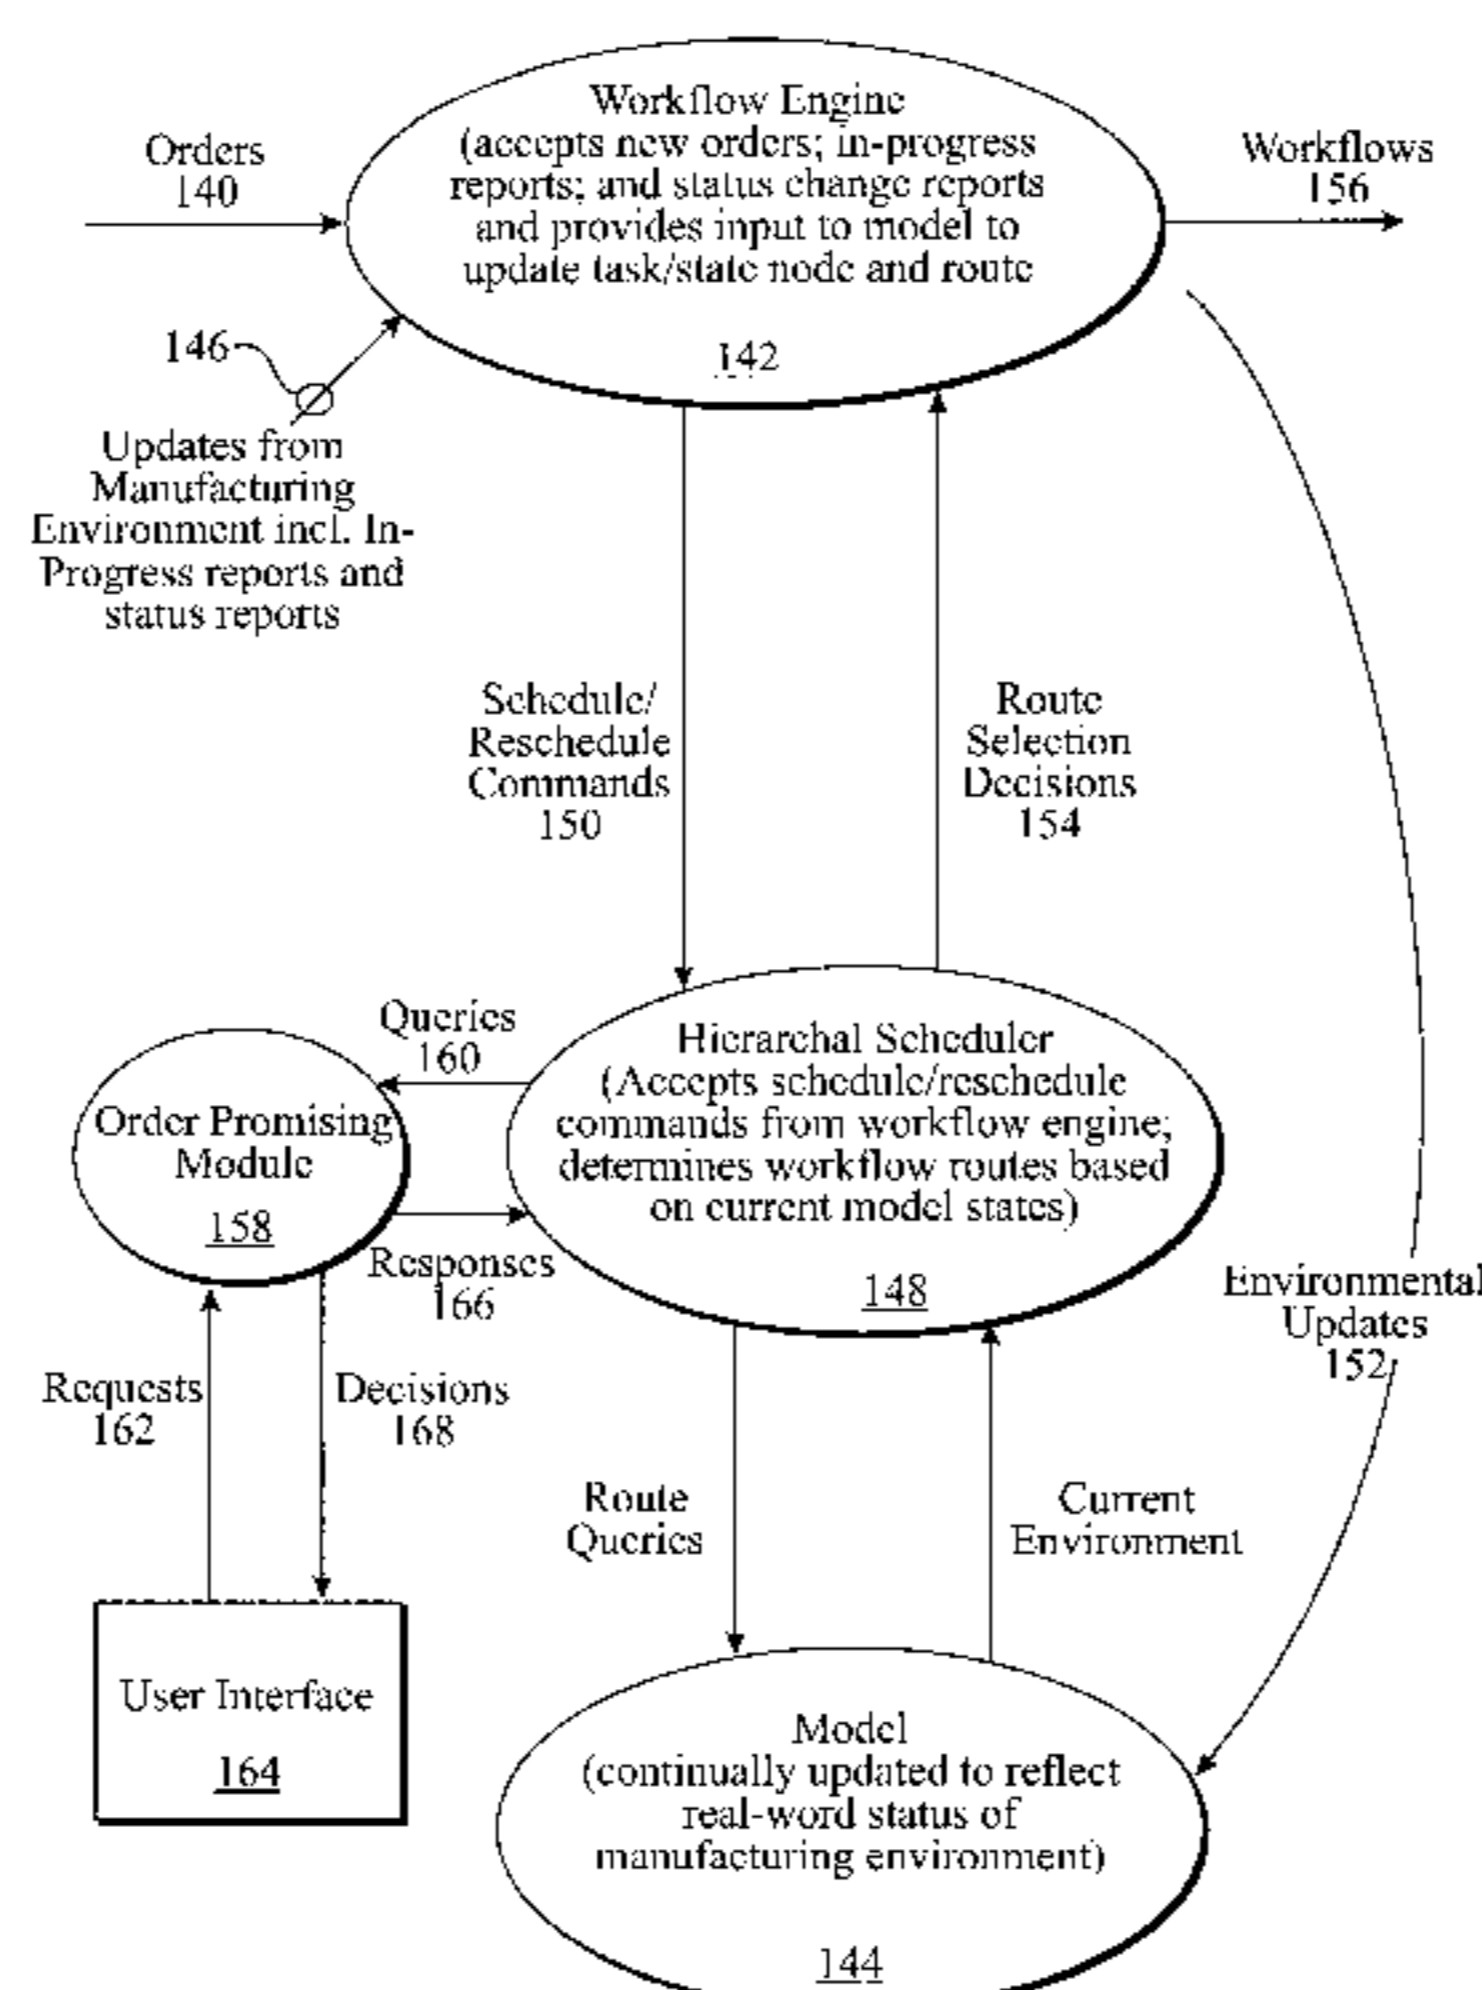 Workflow Engine
(accepts new orders; in-progress
reports; and status change reports
and provides input to model to
update task/state node and route
142
Orders
140
Workflows
156
146
Updates from
Manufacturing
Environment incl. In-
Progress reports and
status reports
Schedule/
Reschedule
Commands
150
Route
Selection
Decisions
154
Queries
160
Hierarchal Scheduler
(Accepts schedule/reschedule
commands from workflow engine;
determines workflow routes based
on current model states)
148
Order Promising
Module
158
Responses
166
Environmental
Updates
152
Requests
162
Decisions
168
Route
Queries
Current
Environment
User Interface
164
Model
(continually updated to reflect
real-word status of
manufacturing environment)
144